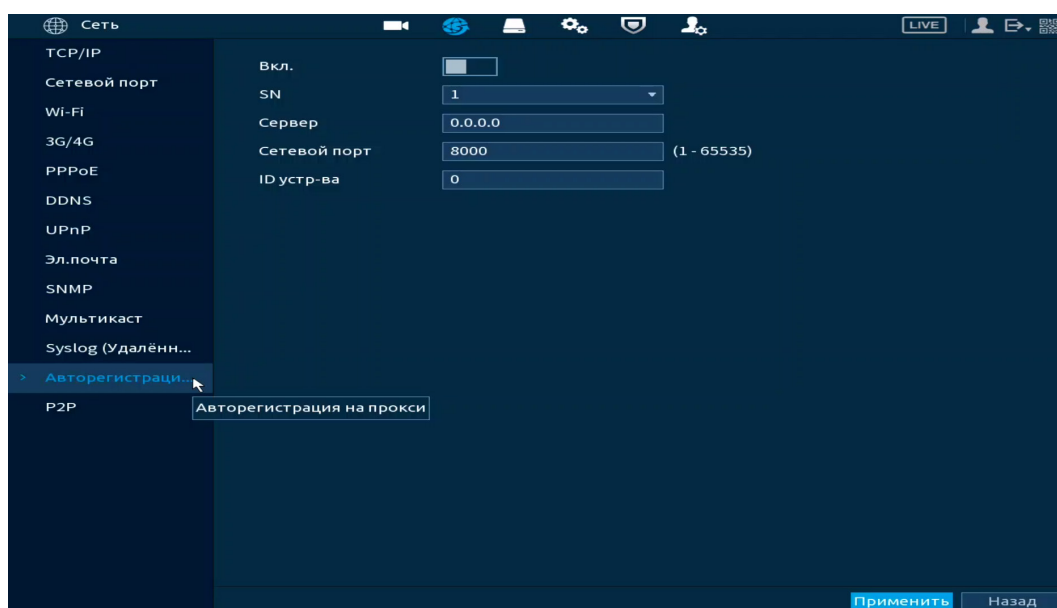 Сеть
LIVE
TCP/IP
Сетевой порт
Wi-Fi
3G/4G
PPPoE
DDNS
UPnP
Эл.почта
SNMP
Мультикаст
Syslog (Удалённ...
> Авторегистраци...
P2P
Авторегистрация на прокси
Вкл.
SN 1
Сервер 0.0.0.0
Сетевой порт 8000 (1 - 65535)
ID устр-ва 0
Применить Назад